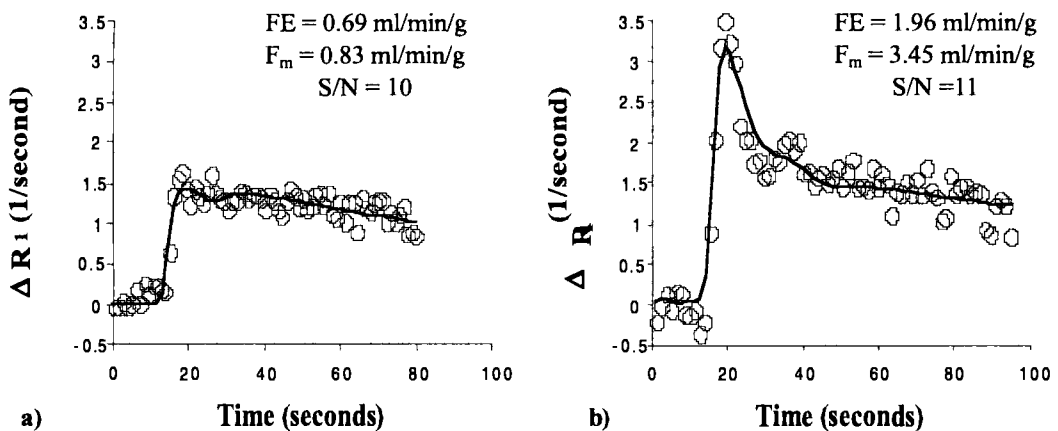 FE = 0.69 ml/min/g
Fm = 0.83 ml/min/g
S/N = 10
3.5
3
2.5
2
1.5
1
0.5
0
-0.5
0 20 40 60 80 100
Δ R1 (1/second)
Time (seconds)
a)
FE = 1.96 ml/min/g
Fm = 3.45 ml/min/g
S/N =11
3.5
3
2.5
2
1.5
1
0.5
0
-0.5
0 20 40 60 80 100
Δ R1 (1/second)
Time (seconds)
b)